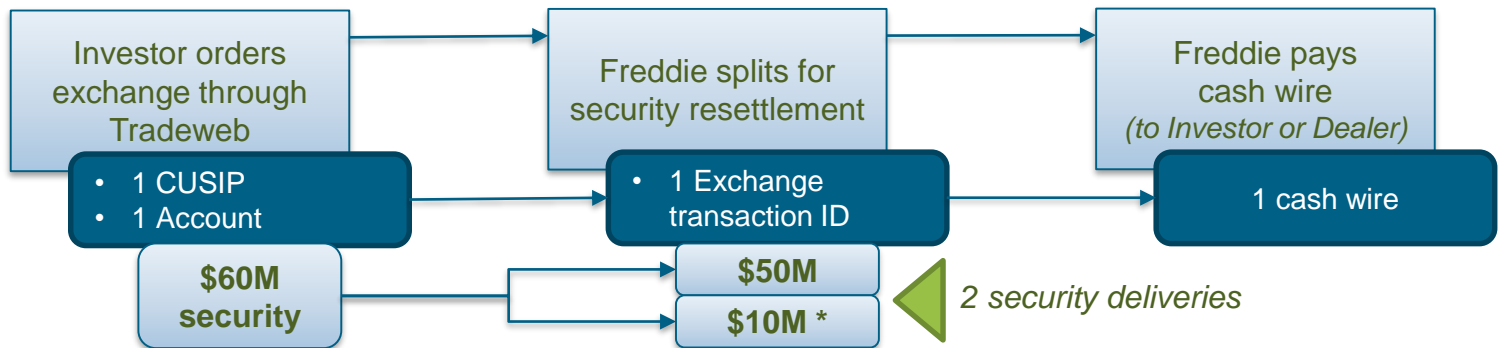 Investor orders
exchange through
Tradeweb
Freddie splits for
security resettlement
Freddie pays
cash wire
(to Investor or Dealer)
• 1 CUSIP
• 1 Account
• 1 Exchange
transaction ID
1 cash wire
$60M
security
$50M
$10M *
2 security deliveries